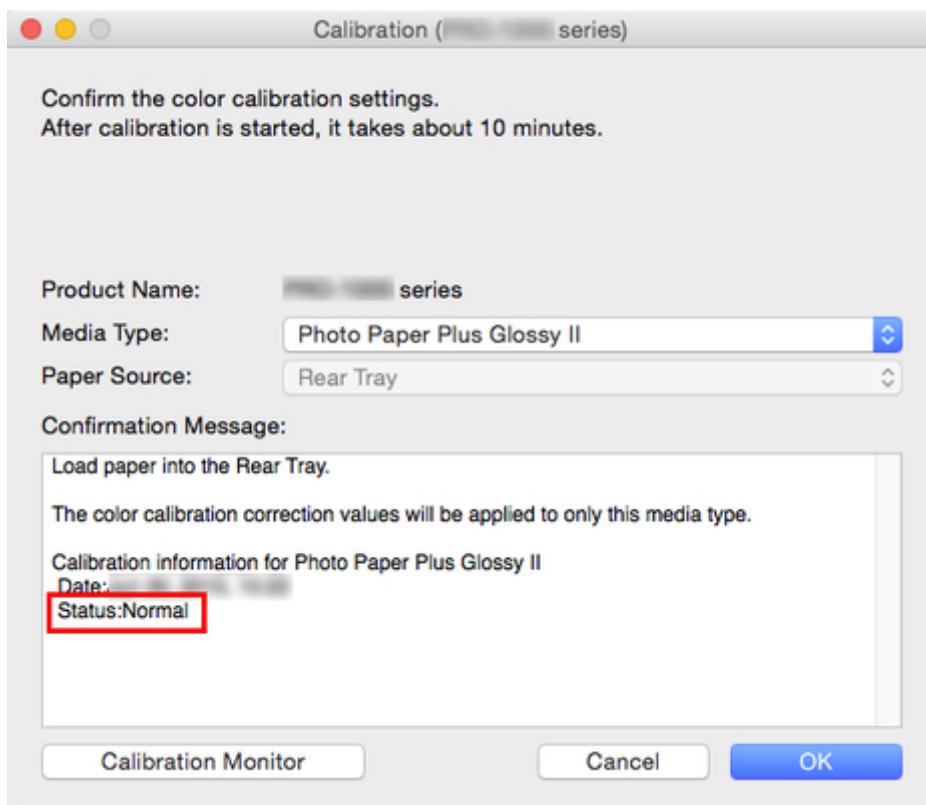 Calibration ( series)
Confirm the color calibration settings.
After calibration is started, it takes about 10 minutes.
Product Name: series
Media Type: Photo Paper Plus Glossy II
Paper Source: Rear Tray
Confirmation Message:
Load paper into the Rear Tray.
The color calibration correction values will be applied to only this media type.
Calibration information for Photo Paper Plus Glossy II
Date:
Status:Normal
Calibration Monitor Cancel OK